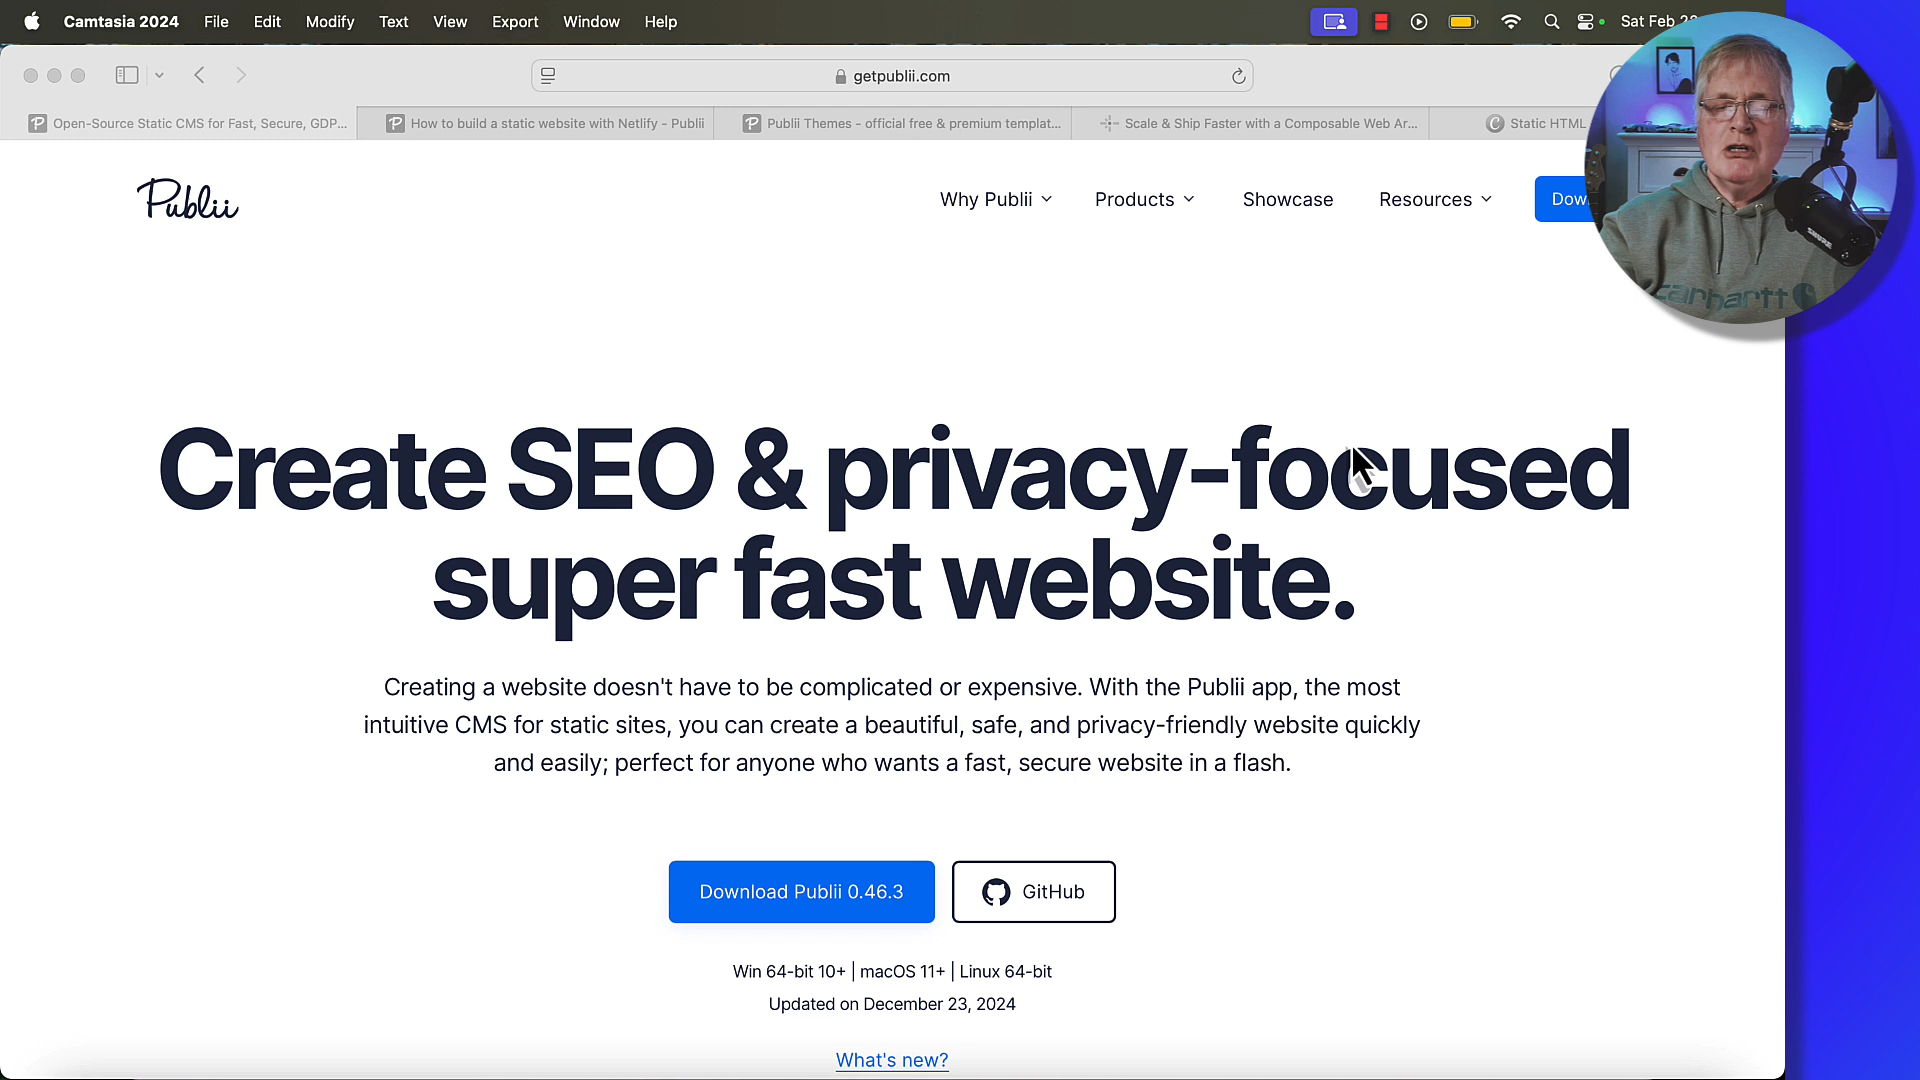 Camtasia 2024 File Edit Modify Text View Export Window Help Sat Feb
getpublii.com
Open-Source Static CMS for Fast, Secure, GDP... How to build a static website with Netlify - Publii Publii Themes - official free & premium templat... Scale & Ship Faster with a Composable Web Ar... Static HTML
Publii Why Publii Products Showcase Resources
Create SEO & privacy-focused
super fast website.
Creating a website doesn't have to be complicated or expensive. With the Publii app, the most
intuitive CMS for static sites, you can create a beautiful, safe, and privacy-friendly website quickly
and easily; perfect for anyone who wants a fast, secure website in a flash.
Download Publii 0.46.3 GitHub
Win 64-bit 10+ | macOS 11+ | Linux 64-bit
Updated on December 23, 2024
What's new?
SHURE
carhartt